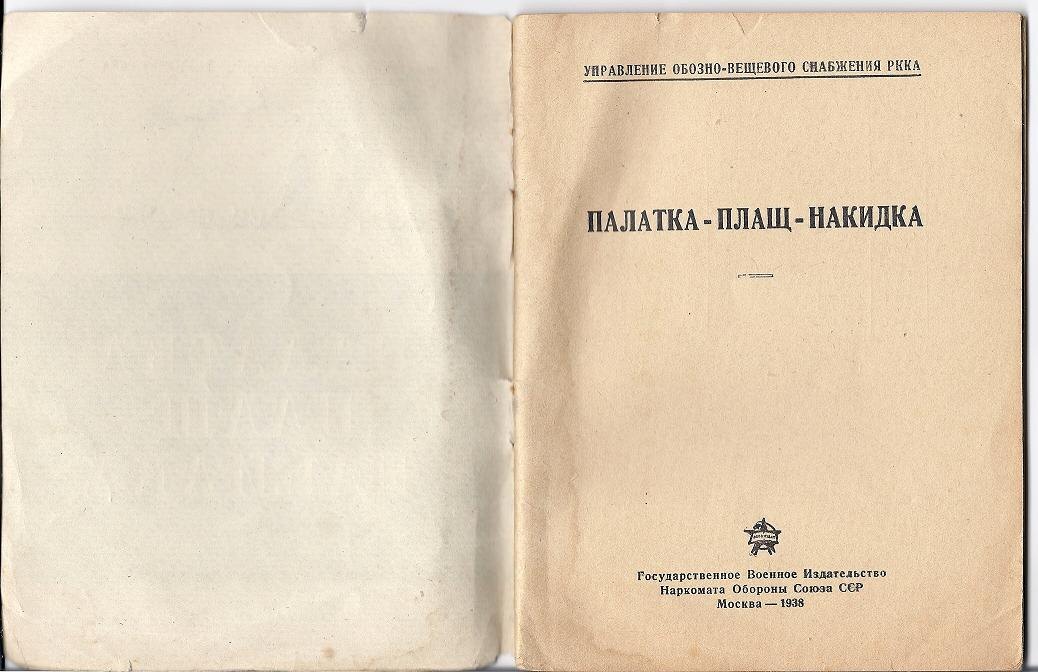 УПРАВЛЕНИЕ ОБОЗНО-ВЕЩЕВОГО СНАБЖЕНИЯ РККА
ПАЛАТКА-ПЛАЩ-НАКИДКА
Государственное Военное Издательство
Наркомата Обороны Союза ССР
Москва — 1938